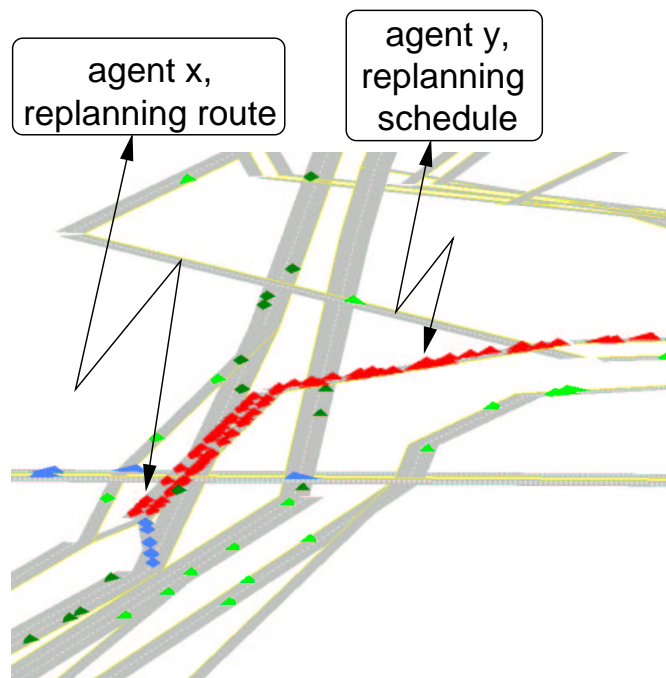 agent x,
replanning route
agent y,
replanning
schedule